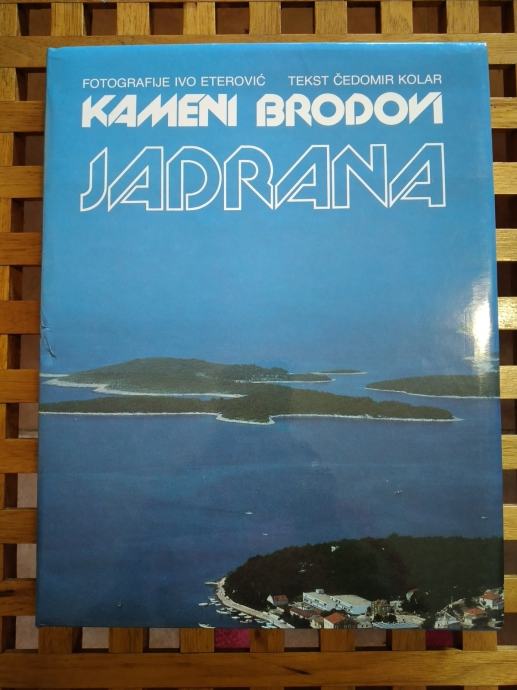 FOTOGRAFIJE IVO ETEROVIĆ TEKST ČEDOMIR KOLAR
KAMENI BRODOVI
JADRANA